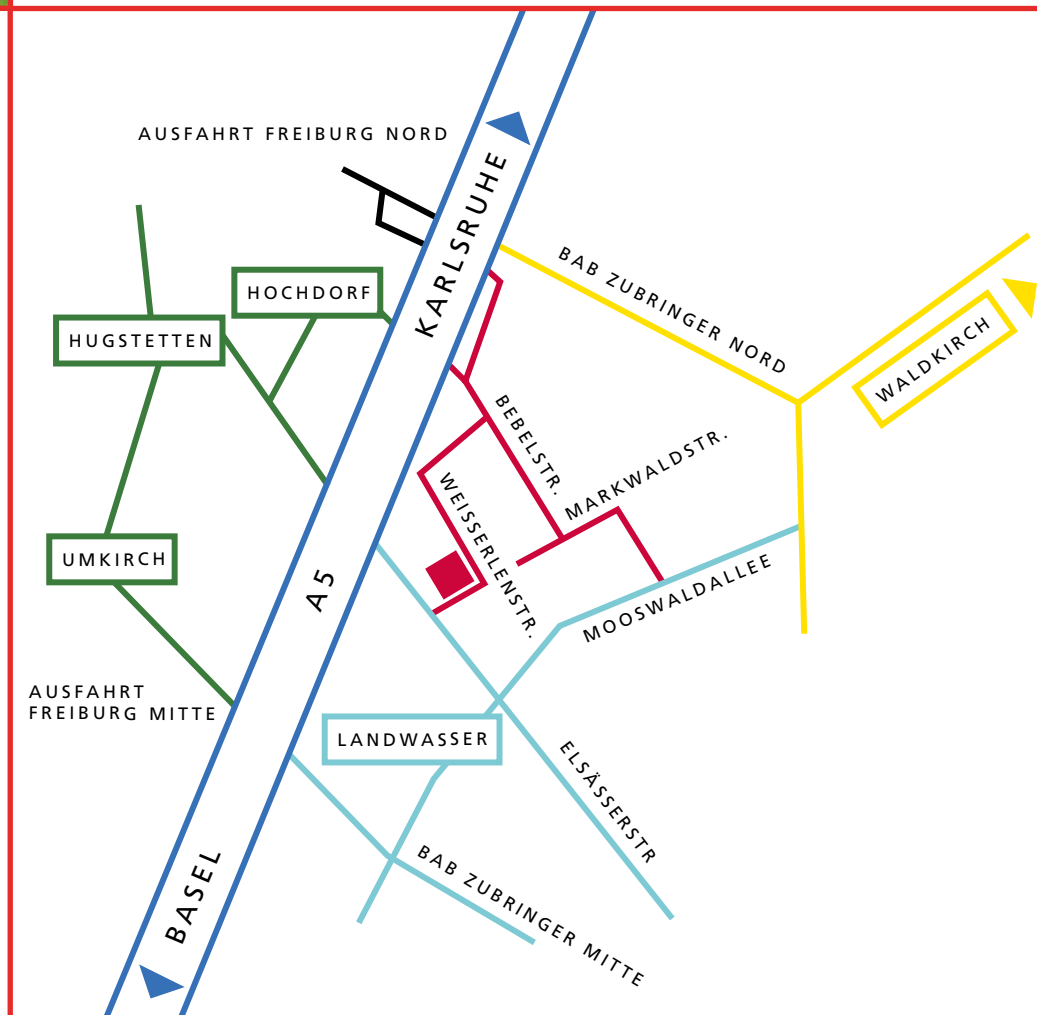 AUSFAHRT FREIBURG NORD
KARLSRUHE
BAB ZUBRINGER NORD
HOCHDORF
HUGSTETTEN
WALDKIRCH
BEBELSTR.
MARKWALDSTR.
WEISSERLENSTR.
UMKIRCH
A5
MOOSWALDALLEE
AUSFAHRT
FREIBURG MITTE
LANDWASSER
ELSÄSSERSTR
BASEL
BAB ZUBRINGER MITTE